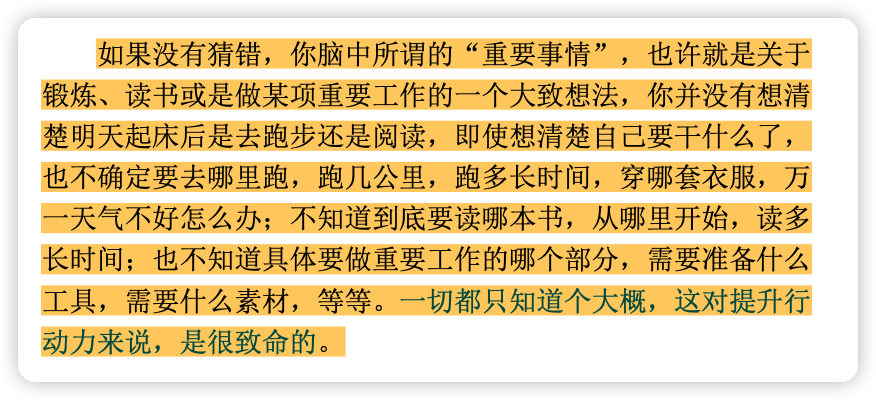 如果没有猜错，你脑中所谓的“重要事情”，也许就是关于
锻炼、读书或是做某项重要工作的一个大致想法，你并没有想清
楚明天起床后是去跑步还是阅读，即使想清楚自己要干什么了，
也不确定要去哪里跑，跑几公里，跑多长时间，穿哪套衣服，万
一天气不好怎么办；不知道到底要读哪本书，从哪里开始，读多
长时间；也不知道具体要做重要工作的哪个部分，需要准备什么
工具，需要什么素材，等等。一切都只知道个大概，这对提升行
动力来说，是很致命的。